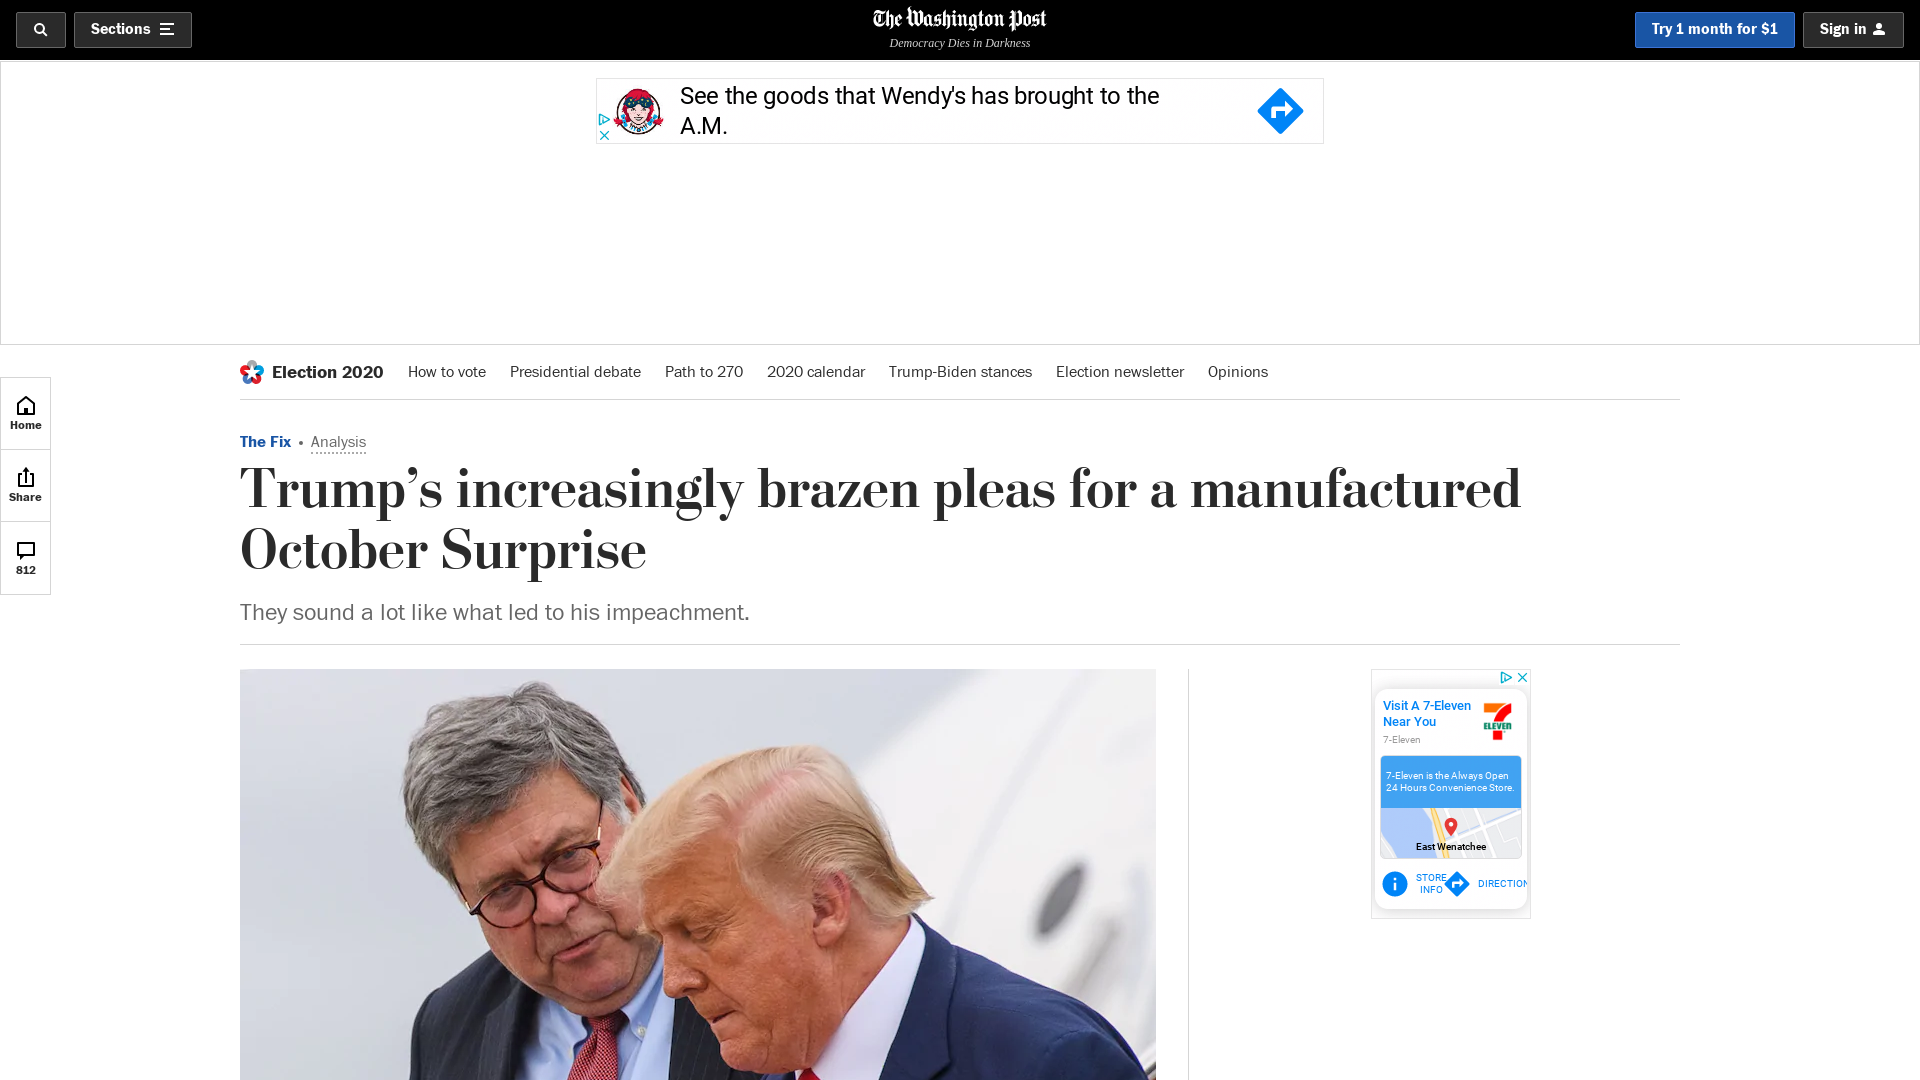 Sections
The Washington Post
Democracy Dies in Darkness
Try 1 month for $1
Sign in
See the goods that Wendy's has brought to the
A.M.
Election 2020
How to vote
Presidential debate
Path to 270
2020 calendar
Trump-Biden stances
Election newsletter
Opinions
Home
Share
812
The Fix • Analysis
Trump’s increasingly brazen pleas for a manufactured
October Surprise
They sound a lot like what led to his impeachment.
Visit A 7-Eleven
Near You
7-Eleven
7
ELEVEN
7-Eleven is the Always Open
24 Hours Convenience Store.
East Wenatchee
STORE
INFO
DIRECTION